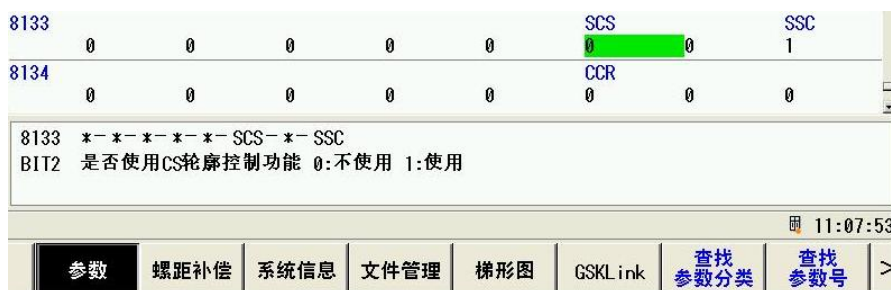 8133 SCS SSC
0 0 0 0 0 0 0 1
8134 CCR
0 0 0 0 0 0 0 0
8133 *-*-*-*-*-SCS-*-SSC
BIT2 是否使用CS轮廓控制功能 0:不使用 1:使用
11:07:53
参数 螺距补偿 系统信息 文件管理 梯形图 GSKLink 查找参数分类 查找参数号 >